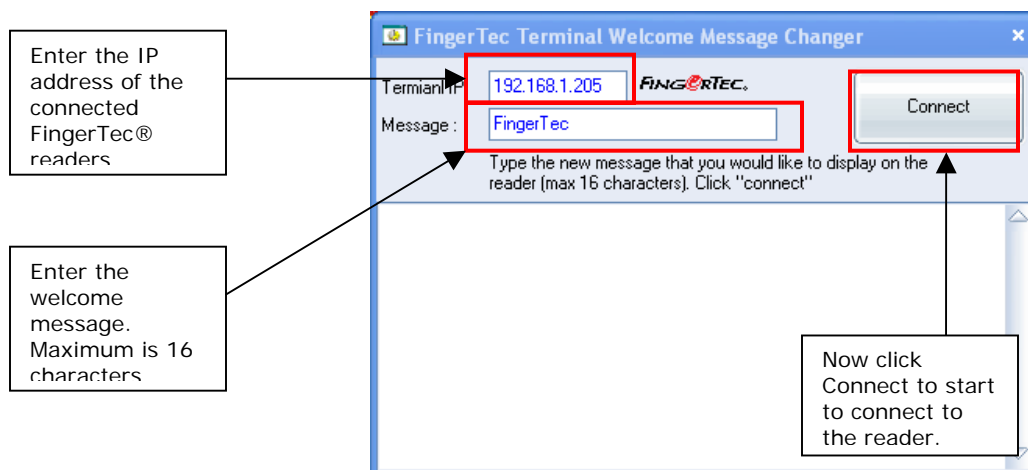 Enter the IP
address of the
connected
FingerTec®
readers
FingerTec Terminal Welcome Message Changer
Termianl IP
192.168.1.205
FINGERTEC®
Connect
Message :
FingerTec
Type the new message that you would like to display on the
reader (max 16 characters). Click "connect"
Enter the
welcome
message.
Maximum is 16
characters
Now click
Connect to start
to connect to
the reader.